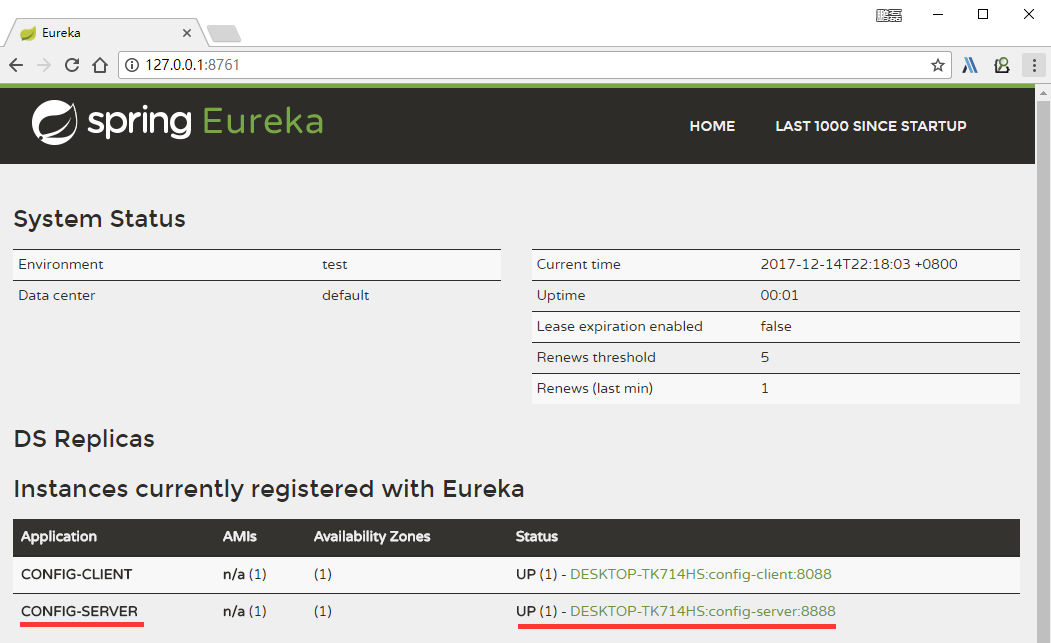 鹏磊
Eureka
127.0.0.1:8761
spring Eureka
HOME LAST 1000 SINCE STARTUP
System Status
Environment test
Data center default
Current time 2017-12-14T22:18:03 +0800
Uptime 00:01
Lease expiration enabled false
Renews threshold 5
Renews (last min) 1
DS Replicas
Instances currently registered with Eureka
Application AMIs Availability Zones Status
CONFIG-CLIENT n/a (1) (1) UP (1) - DESKTOP-TK714HS:config-client:8088
CONFIG-SERVER n/a (1) (1) UP (1) - DESKTOP-TK714HS:config-server:8888